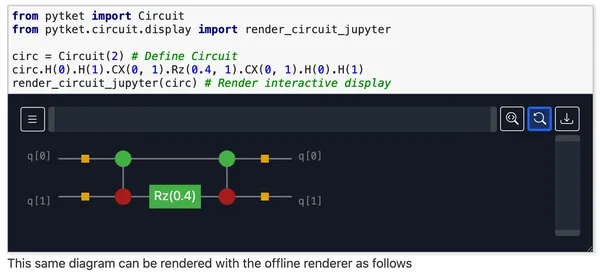 from pytket import Circuit
from pytket.circuit.display import render_circuit_jupyter
circ = Circuit(2) # Define Circuit
circ.H(0).H(1).CX(0, 1).Rz(0.4, 1).CX(0, 1).H(0).H(1)
render_circuit_jupyter(circ) # Render interactive display
q[0] q[0]
q[1] Rz(0.4) q[1]
This same diagram can be rendered with the offline renderer as follows